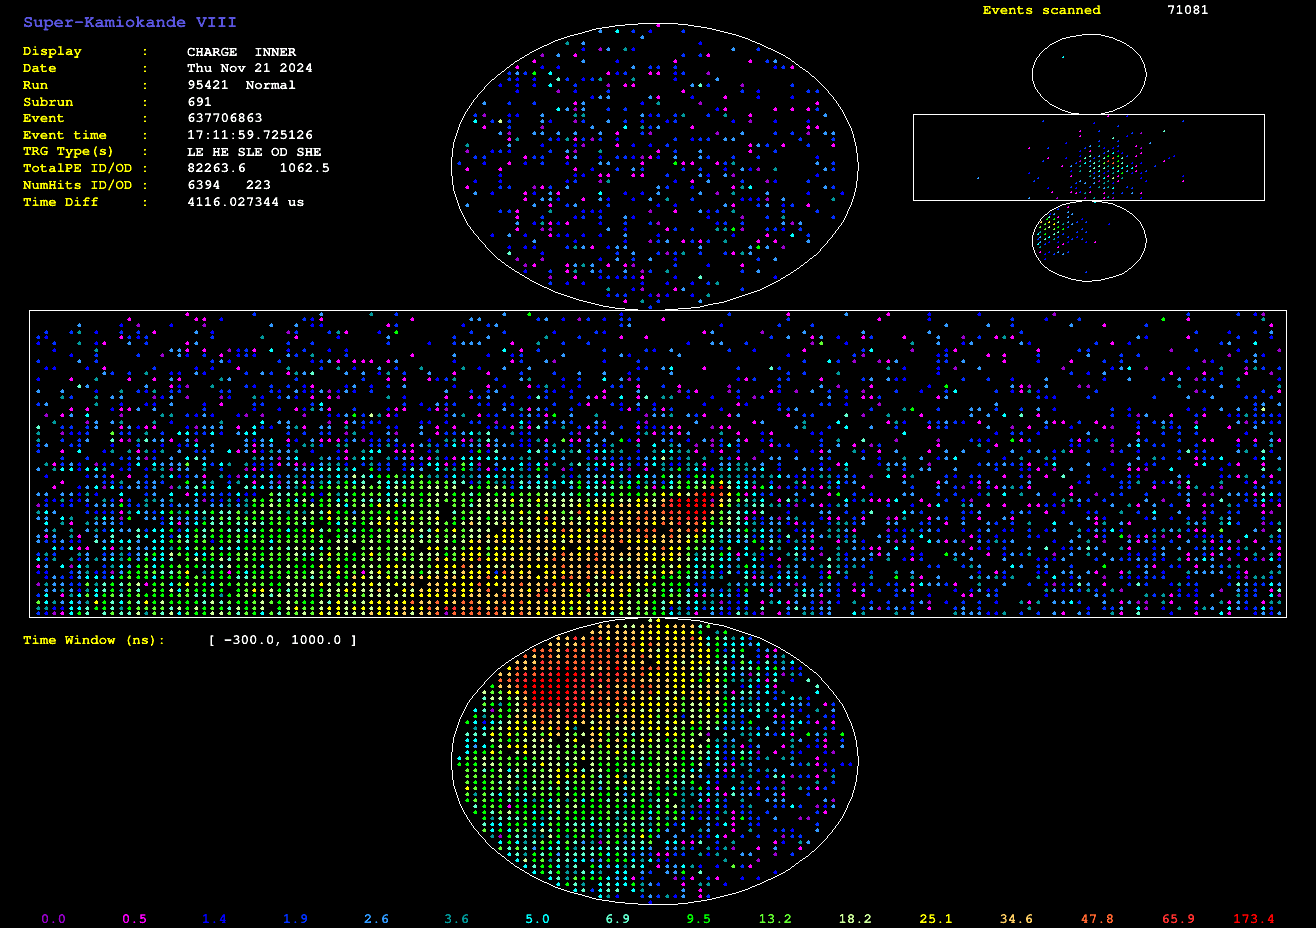 Super-Kamiokande VIII
Events scanned 71081
Display : CHARGE INNER
Date : Thu Nov 21 2024
Run : 95421 Normal
Subrun : 691
Event : 637706863
Event time : 17:11:59.725126
TRG Type(s) : LE HE SLE OD SHE
TotalPE ID/OD : 82263.6 1062.5
NumHits ID/OD : 6394 223
Time Diff : 4116.027344 us
Time Window (ns): [ -300.0, 1000.0 ]
0.0 0.5 1.4 1.9 2.6 3.6 5.0 6.9 9.5 13.2 18.2 25.1 34.6 47.8 65.9 173.4